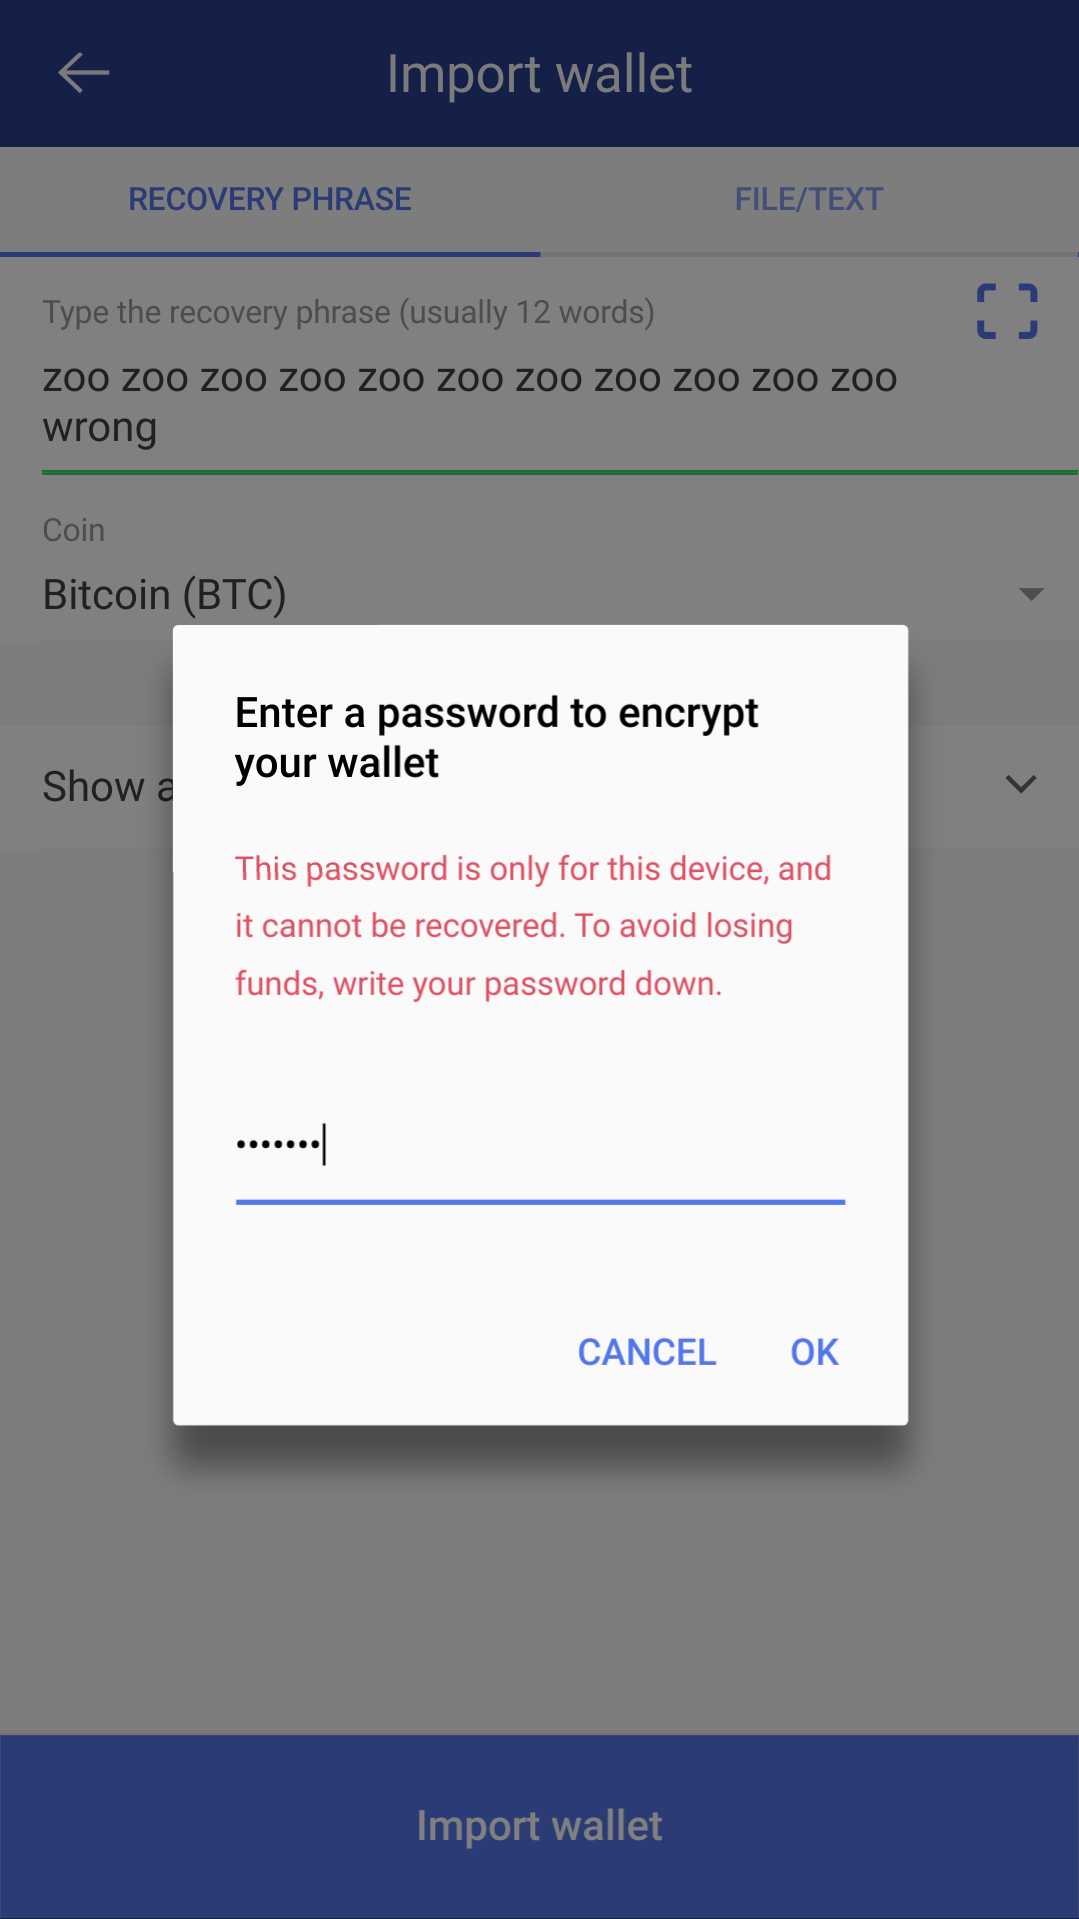 Import wallet
RECOVERY PHRASE
FILE/TEXT
Type the recovery phrase (usually 12 words)
zoo zoo zoo zoo zoo zoo zoo zoo zoo zoo zoo
wrong
Coin
Bitcoin (BTC)
Show a
Enter a password to encrypt
your wallet
This password is only for this device, and
it cannot be recovered. To avoid losing
funds, write your password down.
•••••••
CANCEL
OK
Import wallet